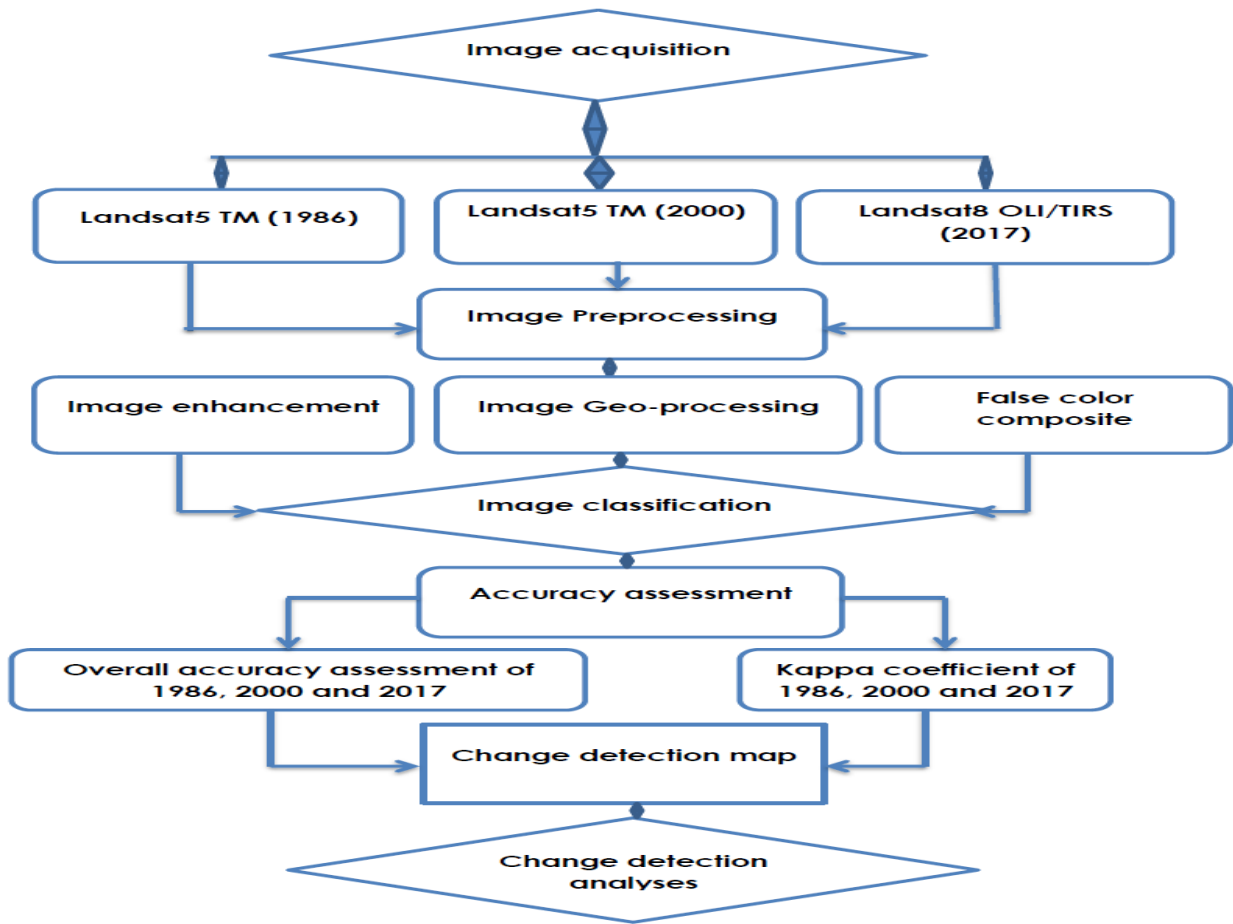 Image acquisition
Landsat5 TM (1986)
Landsat5 TM (2000)
Landsat8 OLI/TIRS
(2017)
Image Preprocessing
Image enhancement
Image Geo-processing
False color
composite
Image classification
Accuracy assessment
Overall accuracy assessment of
1986, 2000 and 2017
Kappa coefficient of
1986, 2000 and 2017
Change detection map
Change detection
analyses